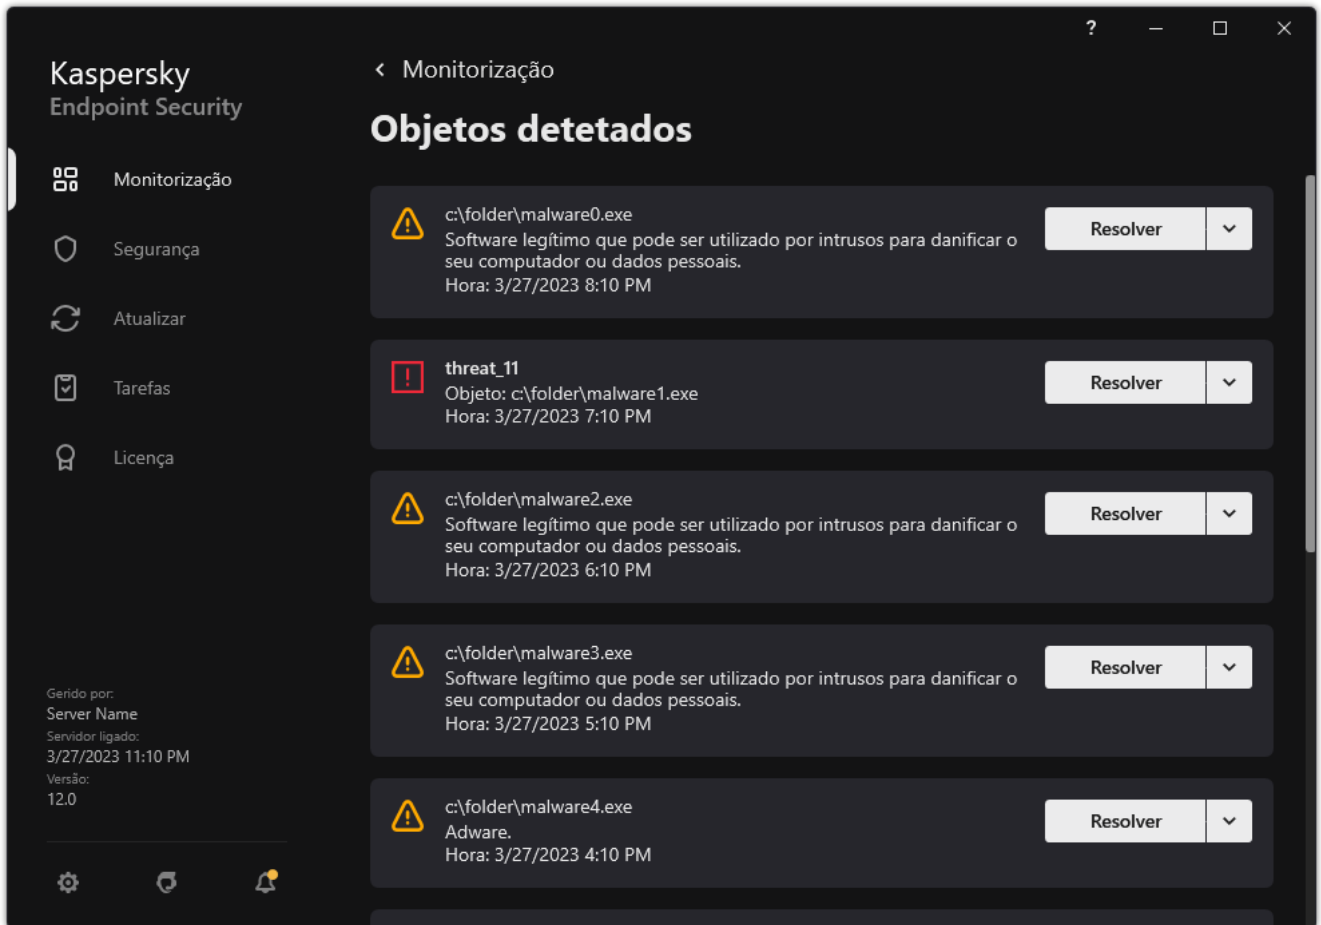 ?
Kaspersky
Endpoint Security
Monitorização
Segurança
Atualizar
Tarefas
Licença
Gerido por:
Server Name
Servidor ligado:
3/27/2023 11:10 PM
Versão:
12.0
Monitorização
Objetos detetados
c:\folder\malware0.exe
Software legítimo que pode ser utilizado por intrusos para danificar o
seu computador ou dados pessoais.
Hora: 3/27/2023 8:10 PM
Resolver
threat_11
Objeto: c:\folder\malware1.exe
Hora: 3/27/2023 7:10 PM
Resolver
c:\folder\malware2.exe
Software legítimo que pode ser utilizado por intrusos para danificar o
seu computador ou dados pessoais.
Hora: 3/27/2023 6:10 PM
Resolver
c:\folder\malware3.exe
Software legítimo que pode ser utilizado por intrusos para danificar o
seu computador ou dados pessoais.
Hora: 3/27/2023 5:10 PM
Resolver
c:\folder\malware4.exe
Adware.
Hora: 3/27/2023 4:10 PM
Resolver